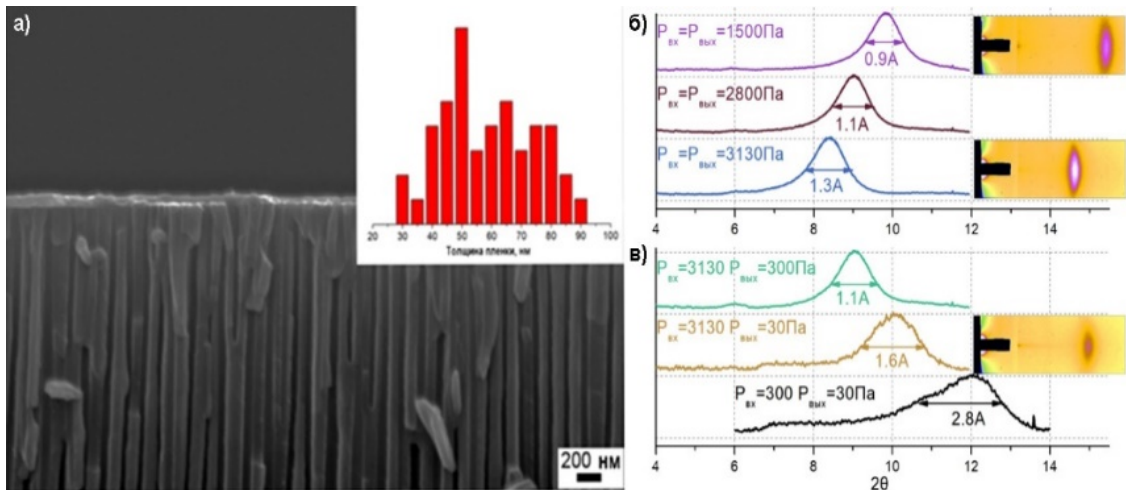 а)
20 30 40 50 60 70 80 90 100
Толщина пленки, нм
200 нм
б)
Pвх=Pвых=1500Па
0.9A
Pвх=Pвых=2800Па
1.1A
Pвх=Pвых=3130Па
1.3A
4 6 8 10 12 14
в)
Pвх=3130 Pвых=300Па
1.1A
Pвх=3130 Pвых=30Па
1.6A
Pвх=300 Pвых=30Па
2.8A
4 6 8 10 12 14
2θ